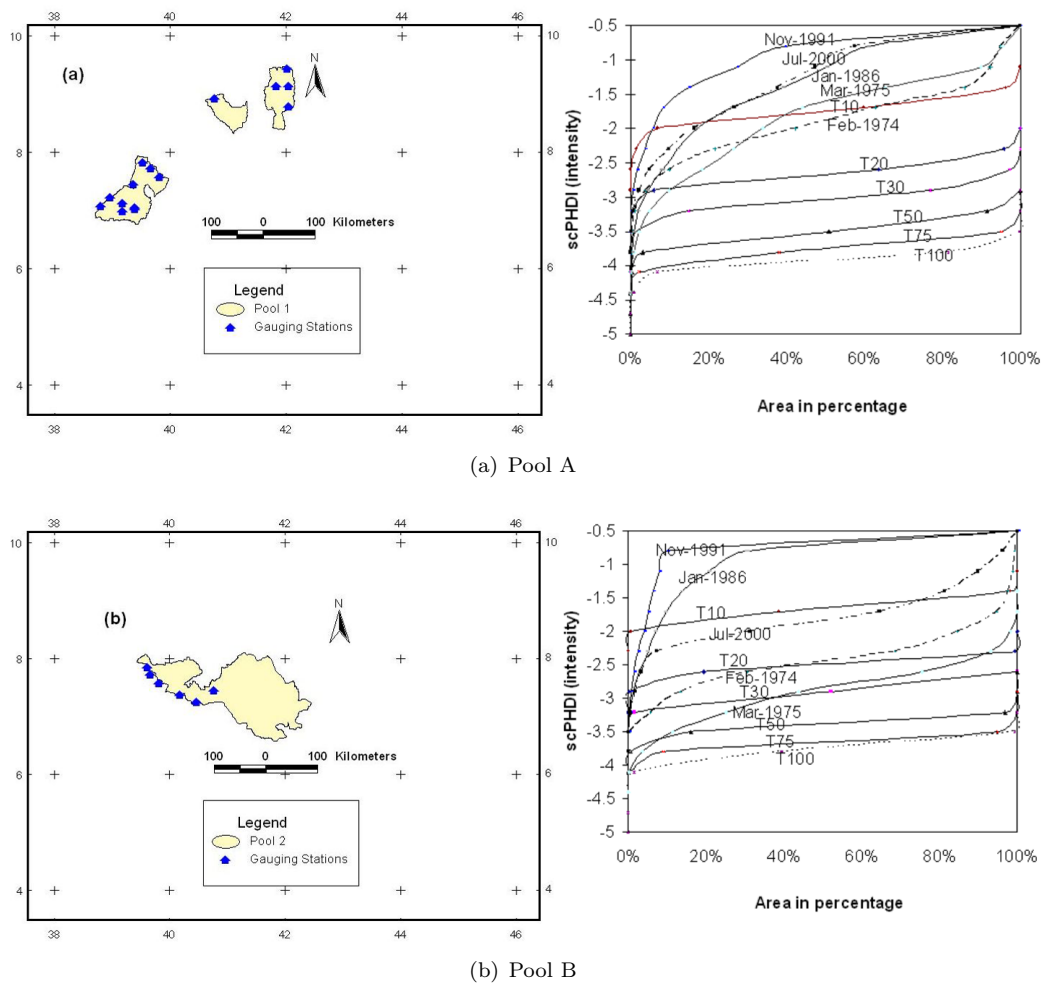 38 40 42 44 46
10 10
(a)
N
8 8
100 0 100 Kilometers
6 6
Legend
Pool 1
Gauging Stations
4 4
38 40 42 44 46
-0.5
-1
-1.5
-2
-2.5
-3
-3.5
-4
-4.5
-5
scPHDI (intensity)
Nov-1991
Jul-2000
Jan-1986
Mar-1975
T10
Feb-1974
T20
T30
T50
T75
T100
0% 20% 40% 60% 80% 100%
Area in percentage
(a) Pool A
38 40 42 44 46
10 10
(b)
N
8 8
100 0 100 Kilometers
6 6
Legend
Pool 2
Gauging Stations
4 4
38 40 42 44 46
-0.5
-1
-1.5
-2
-2.5
-3
-3.5
-4
-4.5
-5
scPHDI (intensity)
Nov-1991
Jan-1986
T10
Jul-2000
T20
Feb-1974
T30
Mar-1975
T50
T75
T100
0% 20% 40% 60% 80% 100%
Area in percentage
(b) Pool B